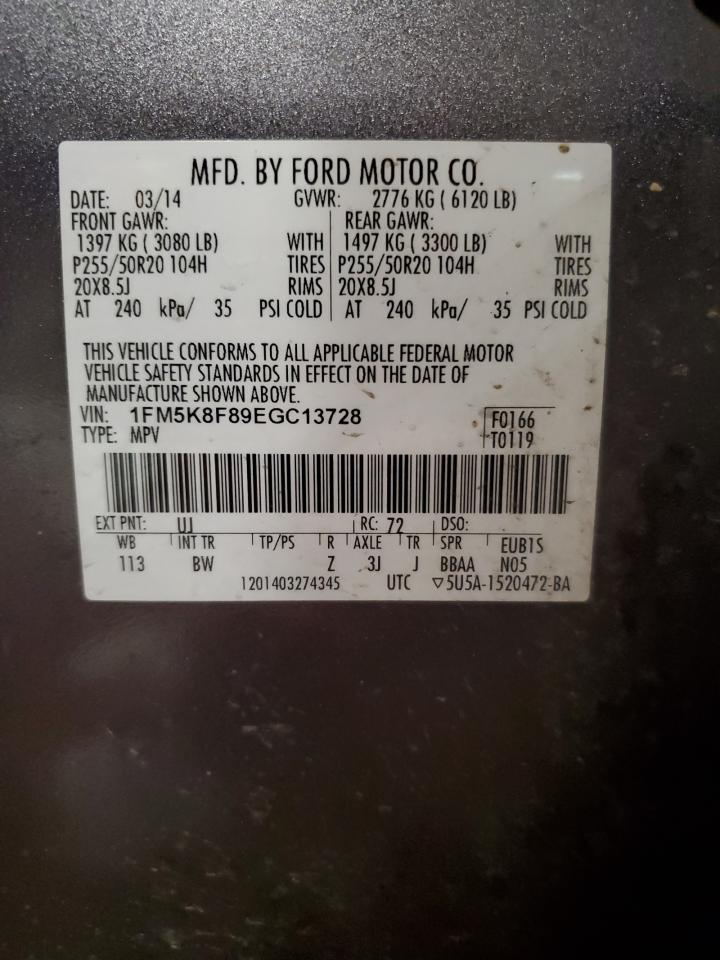 MFD. BY FORD MOTOR CO.
DATE: 03/14 GVWR: 2776 KG ( 6120 LB)
FRONT GAWR: REAR GAWR:
1397 KG ( 3080 LB) WITH 1497 KG ( 3300 LB) WITH
P255/50R20 104H TIRES P255/50R20 104H TIRES
20X8.5J RIMS 20X8.5J RIMS
AT 240 kPa/ 35 PSI COLD AT 240 kPa/ 35 PSI COLD
THIS VEHICLE CONFORMS TO ALL APPLICABLE FEDERAL MOTOR
VEHICLE SAFETY STANDARDS IN EFFECT ON THE DATE OF
MANUFACTURE SHOWN ABOVE.
VIN: 1FM5K8F89EGC13728 F0166
TYPE: MPV T0119
EXT PNT: UJ RC: 72 DSO:
WB INT TR TP/PS R AXLE TR SPR EUB1S
113 BW Z 3J J BBAA N05
1201403274345 UTC ▽5U5A-1520472-BA